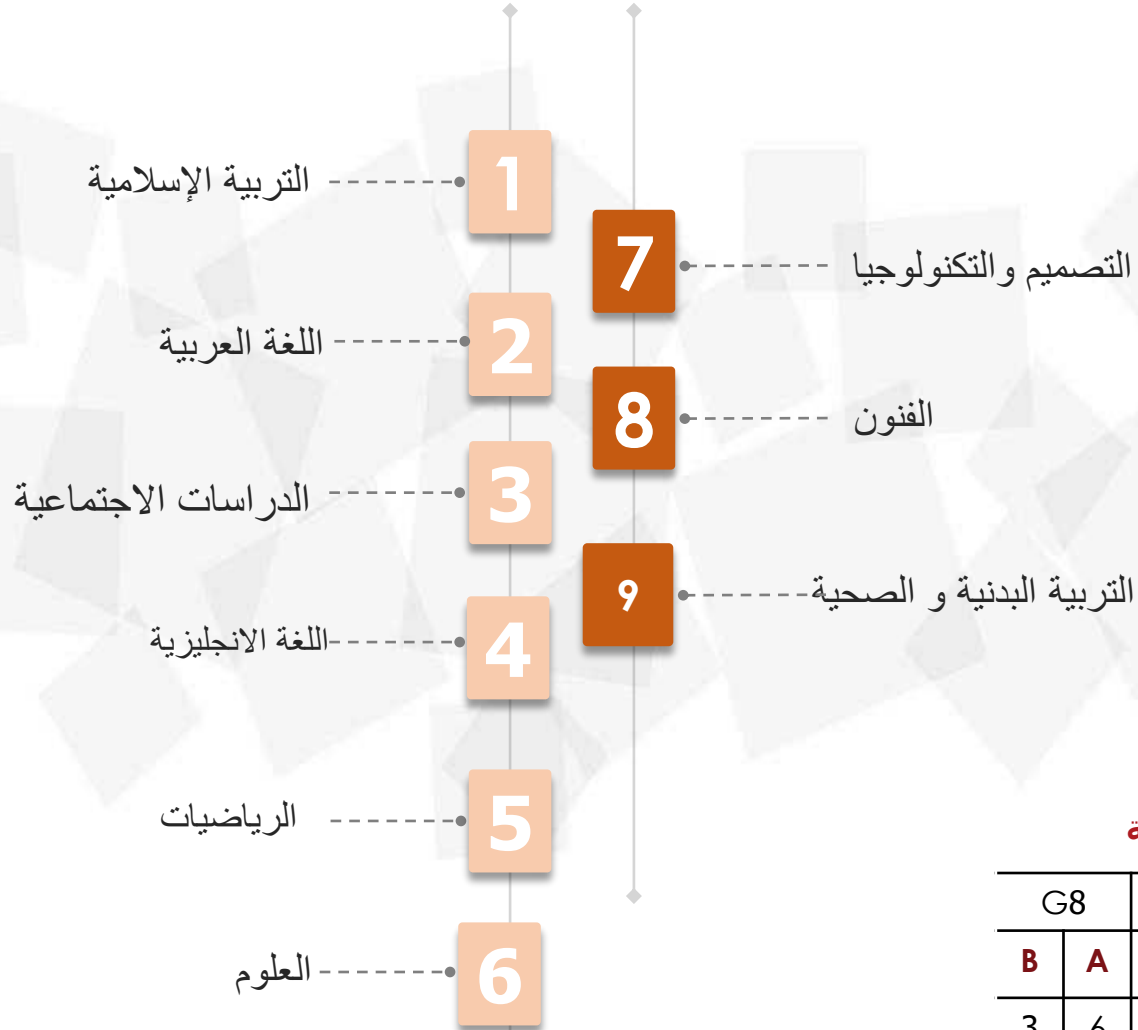 1 التربية الإسلامية
2 اللغة العربية
3 الدراسات الاجتماعية
4 اللغة الانجليزية
5 الرياضيات
6 العلوم
7 التصميم والتكنولوجيا
8 الفنون
9 التربية البدنية و الصحية
G8
B A
3 6